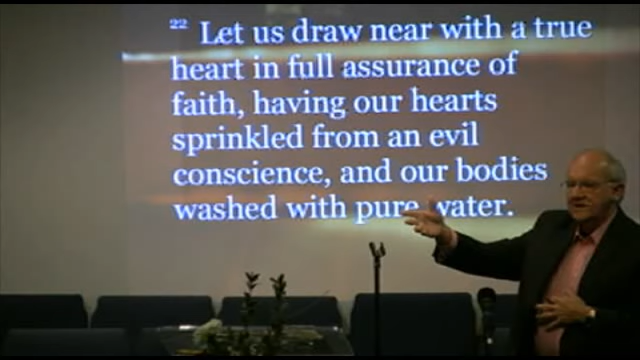 22 Let us draw near with a true
heart in full assurance of
faith, having our hearts
sprinkled from an evil
conscience, and our bodies
washed with pure water.